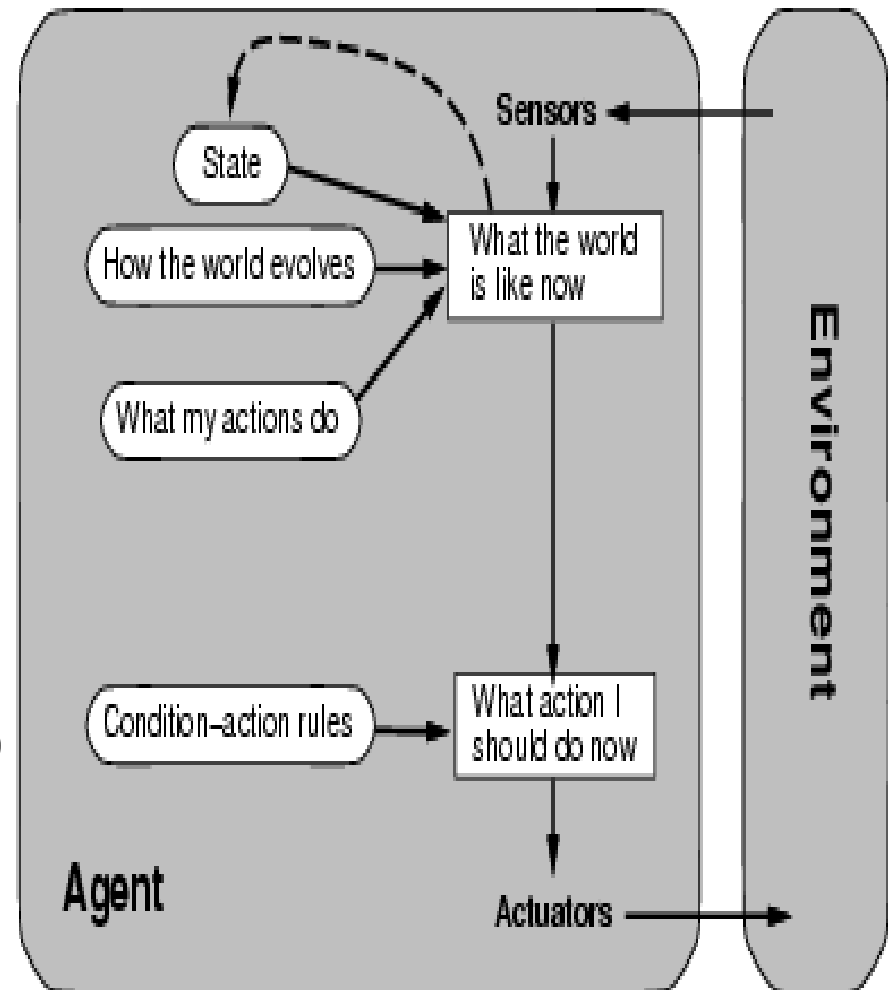 Sensors
State
What the world
is like now
How the world evolves
What my actions do
Environment
Condition–action rules
What action I
should do now
Agent
Actuators